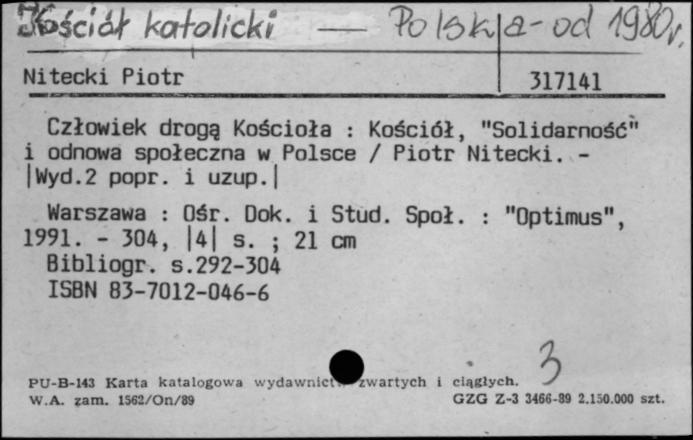 Kościół katolicki — Polska - od 1980 r.
Nitecki Piotr 317141
Człowiek drogą Kościoła : Kościół, "Solidarność"
i odnowa społeczna w Polsce / Piotr Nitecki. -
|Wyd.2 popr. i uzup.|
Warszawa : Ośr. Dok. i Stud. Społ. : "Optimus",
1991. - 304, |4| s. ; 21 cm
Bibliogr. s.292-304
ISBN 83-7012-046-6
3
PU-B-143 Karta katalogowa wydawnictw zwartych i ciągłych.
W.A. zam. 1562/On/89 GZG Z-3 3466-89 2.150.000 szt.